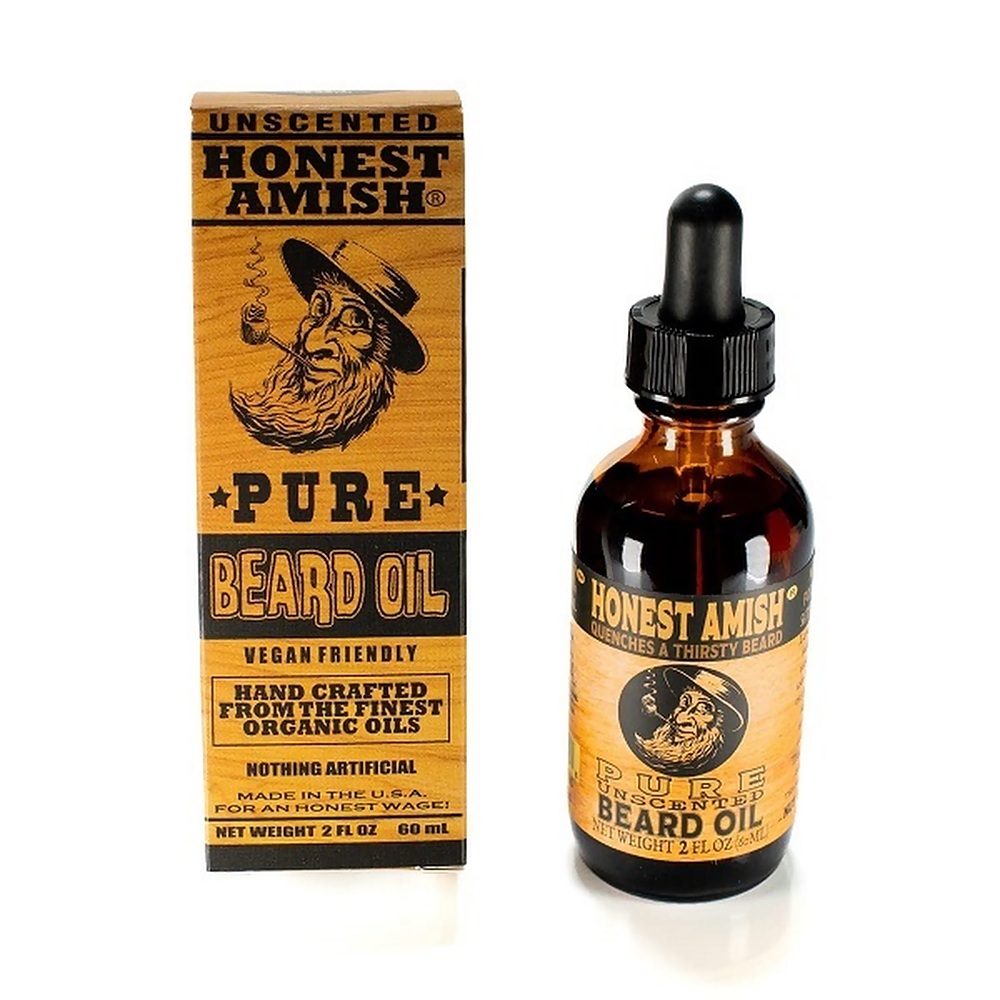 UNSCENTED
HONEST
AMISH®
PURE
BEARD OIL
VEGAN FRIENDLY
HAND CRAFTED
FROM THE FINEST
ORGANIC OILS
NOTHING ARTIFICIAL
MADE IN THE U.S.A.
FOR AN HONEST WAGE!
NET WEIGHT 2 FL OZ 60 mL
HONEST AMISH®
QUENCHES A THIRSTY BEARD
PURE
UNSCENTED
BEARD OIL
NET WEIGHT 2 FL OZ (60ML)